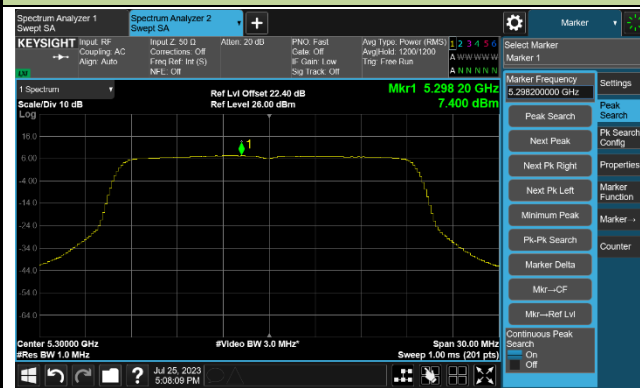 Spectrum Analyzer 1
Swept SA
Spectrum Analyzer 2
Swept SA
Marker
KEYSIGHT
Input: RF
Coupling: AC
Align: Auto
Input Z: 50 Ω
Corrections: Off
Freq Ref: Int (S)
NFE: Off
Atten: 20 dB
PNO: Fast
Gate: Off
IF Gain: Low
Sig Track: Off
Avg Type: Power (RMS)
Avg|Hold: 1200/1200
Trig: Free Run
1 2 3 4 5 6
A W W W W W
A N N N N N
LXI
Select Marker
Marker 1
1 Spectrum
Scale/Div 10 dB
Log
Ref Lvl Offset 22.40 dB
Ref Level 26.00 dBm
Mkr1 5.298 20 GHz
7.400 dBm
16.0
6.00
-4.00
-14.0
-24.0
-34.0
-44.0
-54.0
-64.0
1
Center 5.30000 GHz
#Res BW 1.0 MHz
#Video BW 3.0 MHz*
Span 30.00 MHz
Sweep 1.00 ms (201 pts)
Marker Frequency
5.298200000 GHz
Peak Search
Next Peak
Next Pk Right
Next Pk Left
Minimum Peak
Pk-Pk Search
Marker Delta
Mkr→CF
Mkr→Ref Lvl
Continuous Peak
Search
On
Off
Settings
Peak
Search
Pk Search
Config
Properties
Marker
Function
Marker→
Counter
?
Jul 25, 2023
5:08:09 PM